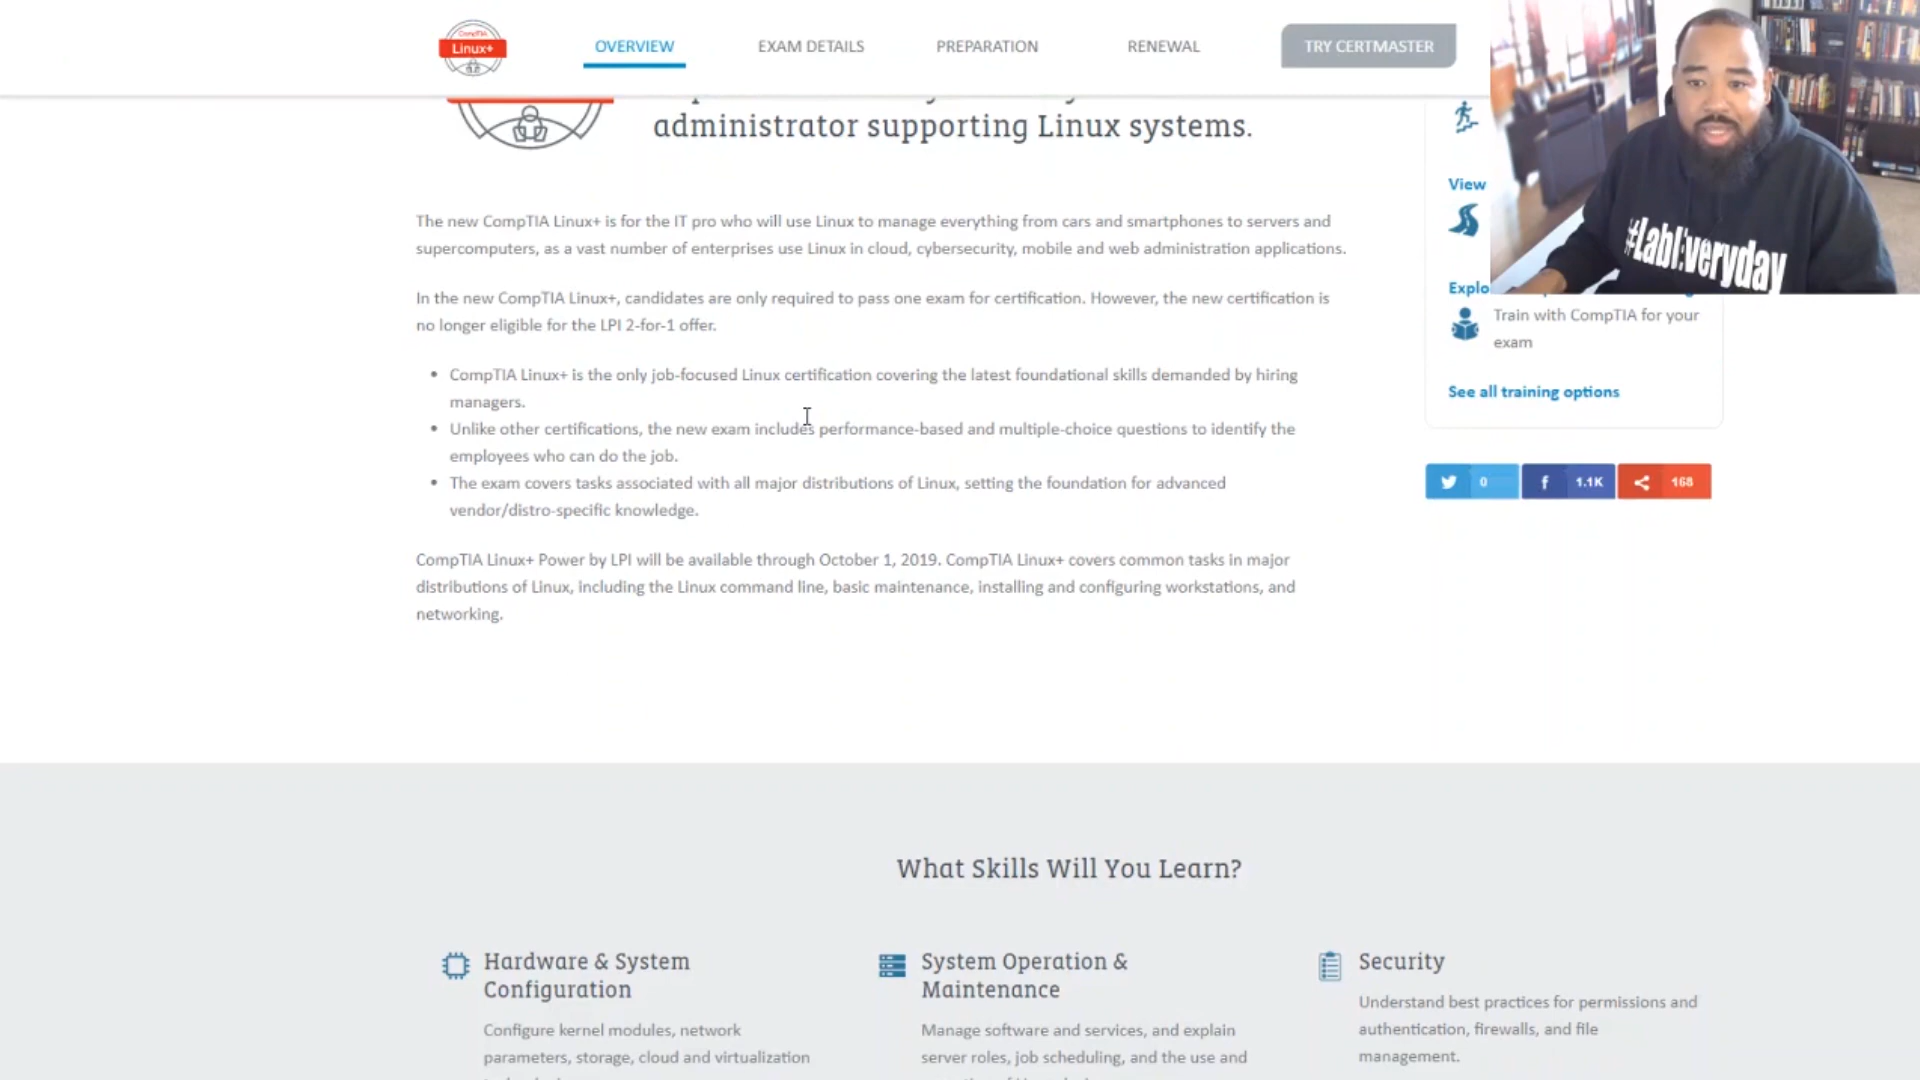 CompTIA
Linux+
OVERVIEW
EXAM DETAILS
PREPARATION
RENEWAL
TRY CERTMASTER
administrator supporting Linux systems.
The new CompTIA Linux+ is for the IT pro who will use Linux to manage everything from cars and smartphones to servers and
supercomputers, as a vast number of enterprises use Linux in cloud, cybersecurity, mobile and web administration applications.
In the new CompTIA Linux+, candidates are only required to pass one exam for certification. However, the new certification is
no longer eligible for the LPI 2-for-1 offer.
• CompTIA Linux+ is the only job-focused Linux certification covering the latest foundational skills demanded by hiring
managers.
• Unlike other certifications, the new exam includes performance-based and multiple-choice questions to identify the
employees who can do the job.
• The exam covers tasks associated with all major distributions of Linux, setting the foundation for advanced
vendor/distro-specific knowledge.
CompTIA Linux+ Power by LPI will be available through October 1, 2019. CompTIA Linux+ covers common tasks in major
distributions of Linux, including the Linux command line, basic maintenance, installing and configuring workstations, and
networking.
View
Explo
Train with CompTIA for your
exam
See all training options
0
1.1K
168
#LabEveryday
What Skills Will You Learn?
Hardware & System
Configuration
Configure kernel modules, network
parameters, storage, cloud and virtualization
System Operation &
Maintenance
Manage software and services, and explain
server roles, job scheduling, and the use and
Security
Understand best practices for permissions and
authentication, firewalls, and file
management.